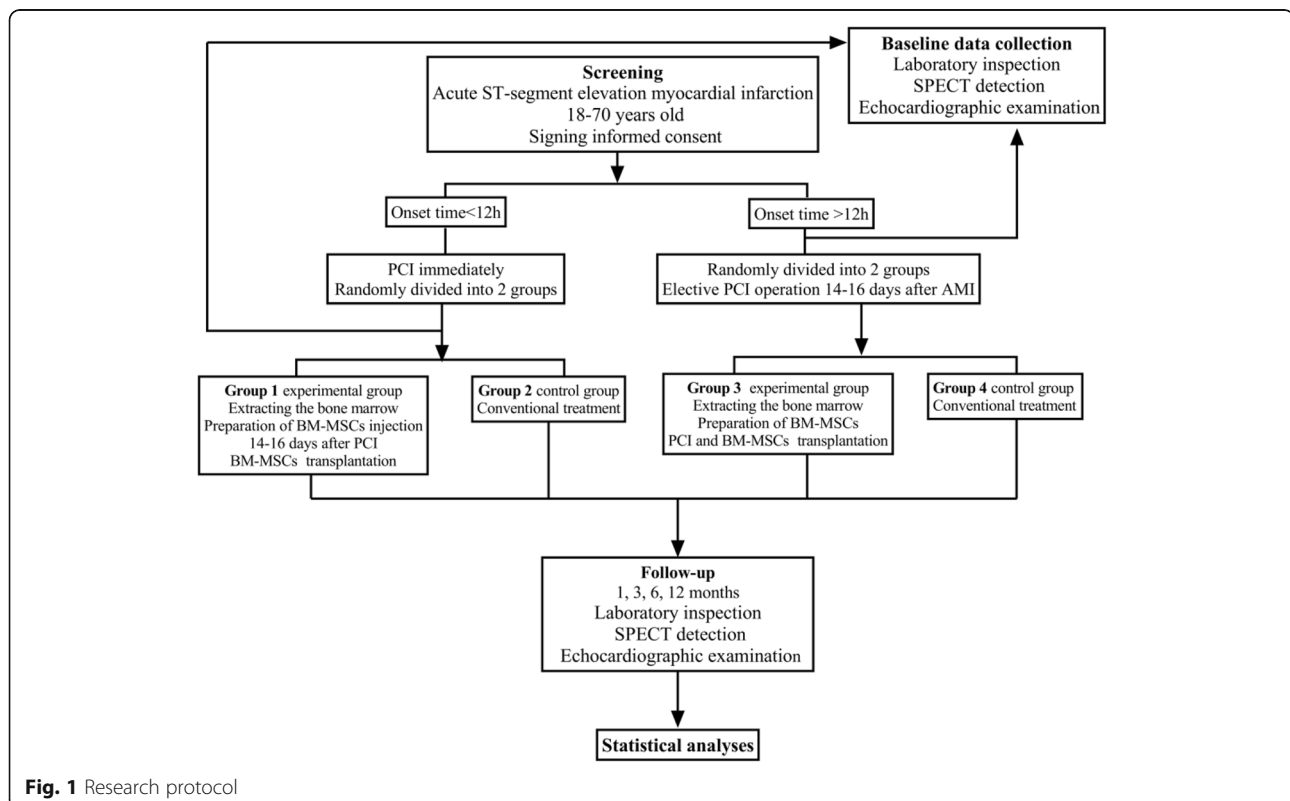 Baseline data collection
Laboratory inspection
SPECT detection
Echocardiographic examination
Screening
Acute ST-segment elevation myocardial infarction
18-70 years old
Signing informed consent
Onset time<12h
Onset time >12h
PCI immediately
Randomly divided into 2 groups
Randomly divided into 2 groups
Elective PCI operation 14-16 days after AMI
Group 1 experimental group
Extracting the bone marrow
Preparation of BM-MSCs injection
14-16 days after PCI
BM-MSCs transplantation
Group 2 control group
Conventional treatment
Group 3 experimental group
Extracting the bone marrow
Preparation of BM-MSCs
PCI and BM-MSCs transplantation
Group 4 control group
Conventional treatment
Follow-up
1, 3, 6, 12 months
Laboratory inspection
SPECT detection
Echocardiographic examination
Statistical analyses
Fig. 1 Research protocol